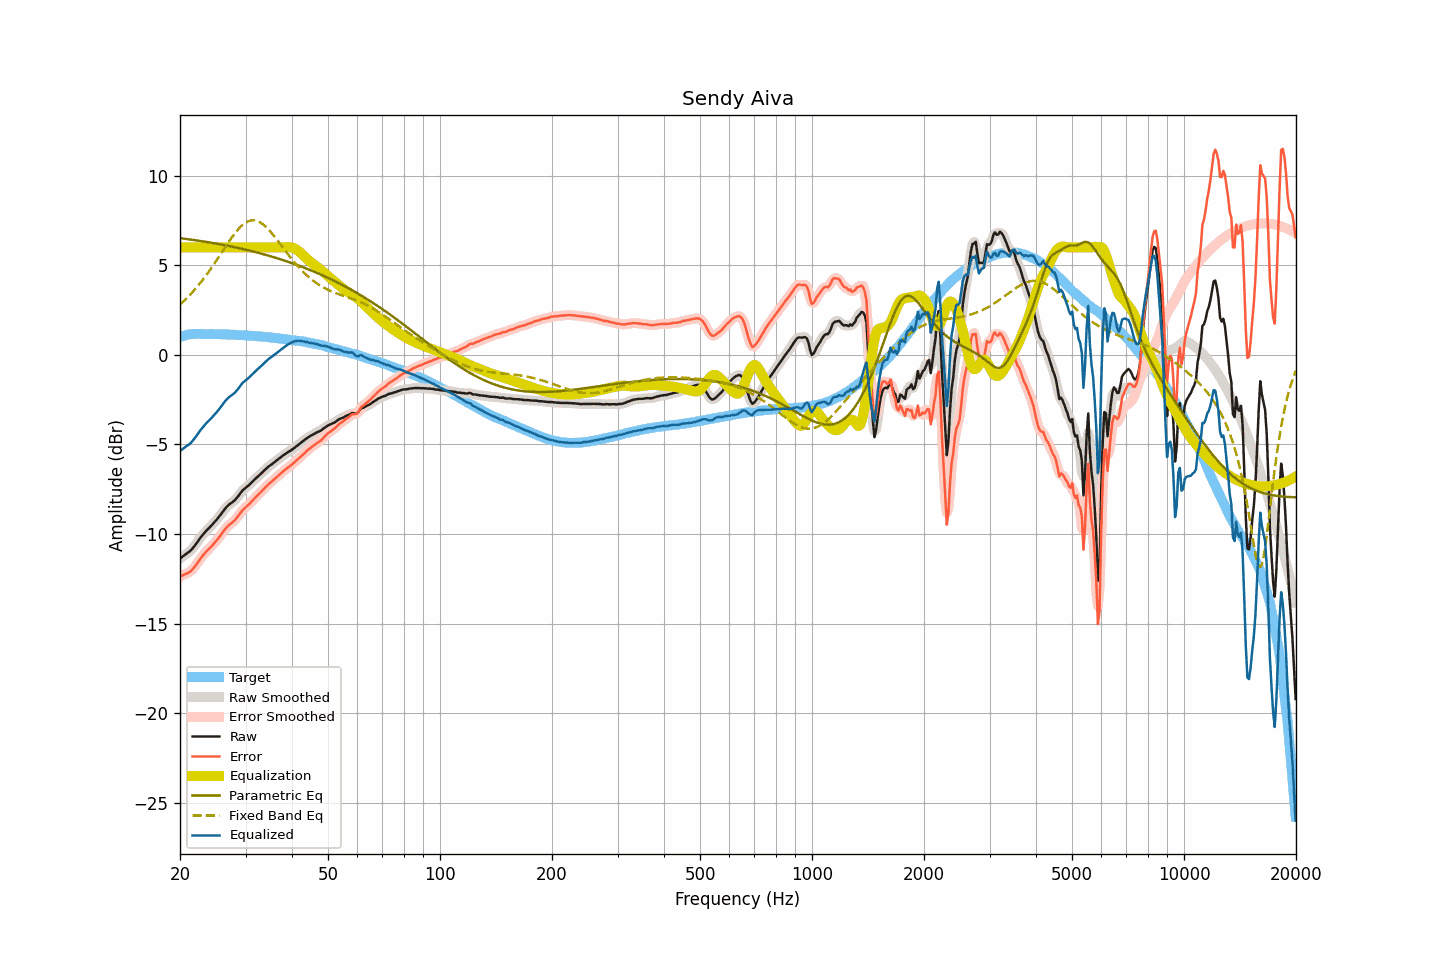 Sendy Aiva
10
5
0
−5
−10
−15
−20
−25
Amplitude (dBr)
Target
Raw Smoothed
Error Smoothed
Raw
Error
Equalization
Parametric Eq
Fixed Band Eq
Equalized
20 50 100 200 500 1000 2000 5000 10000 20000
Frequency (Hz)